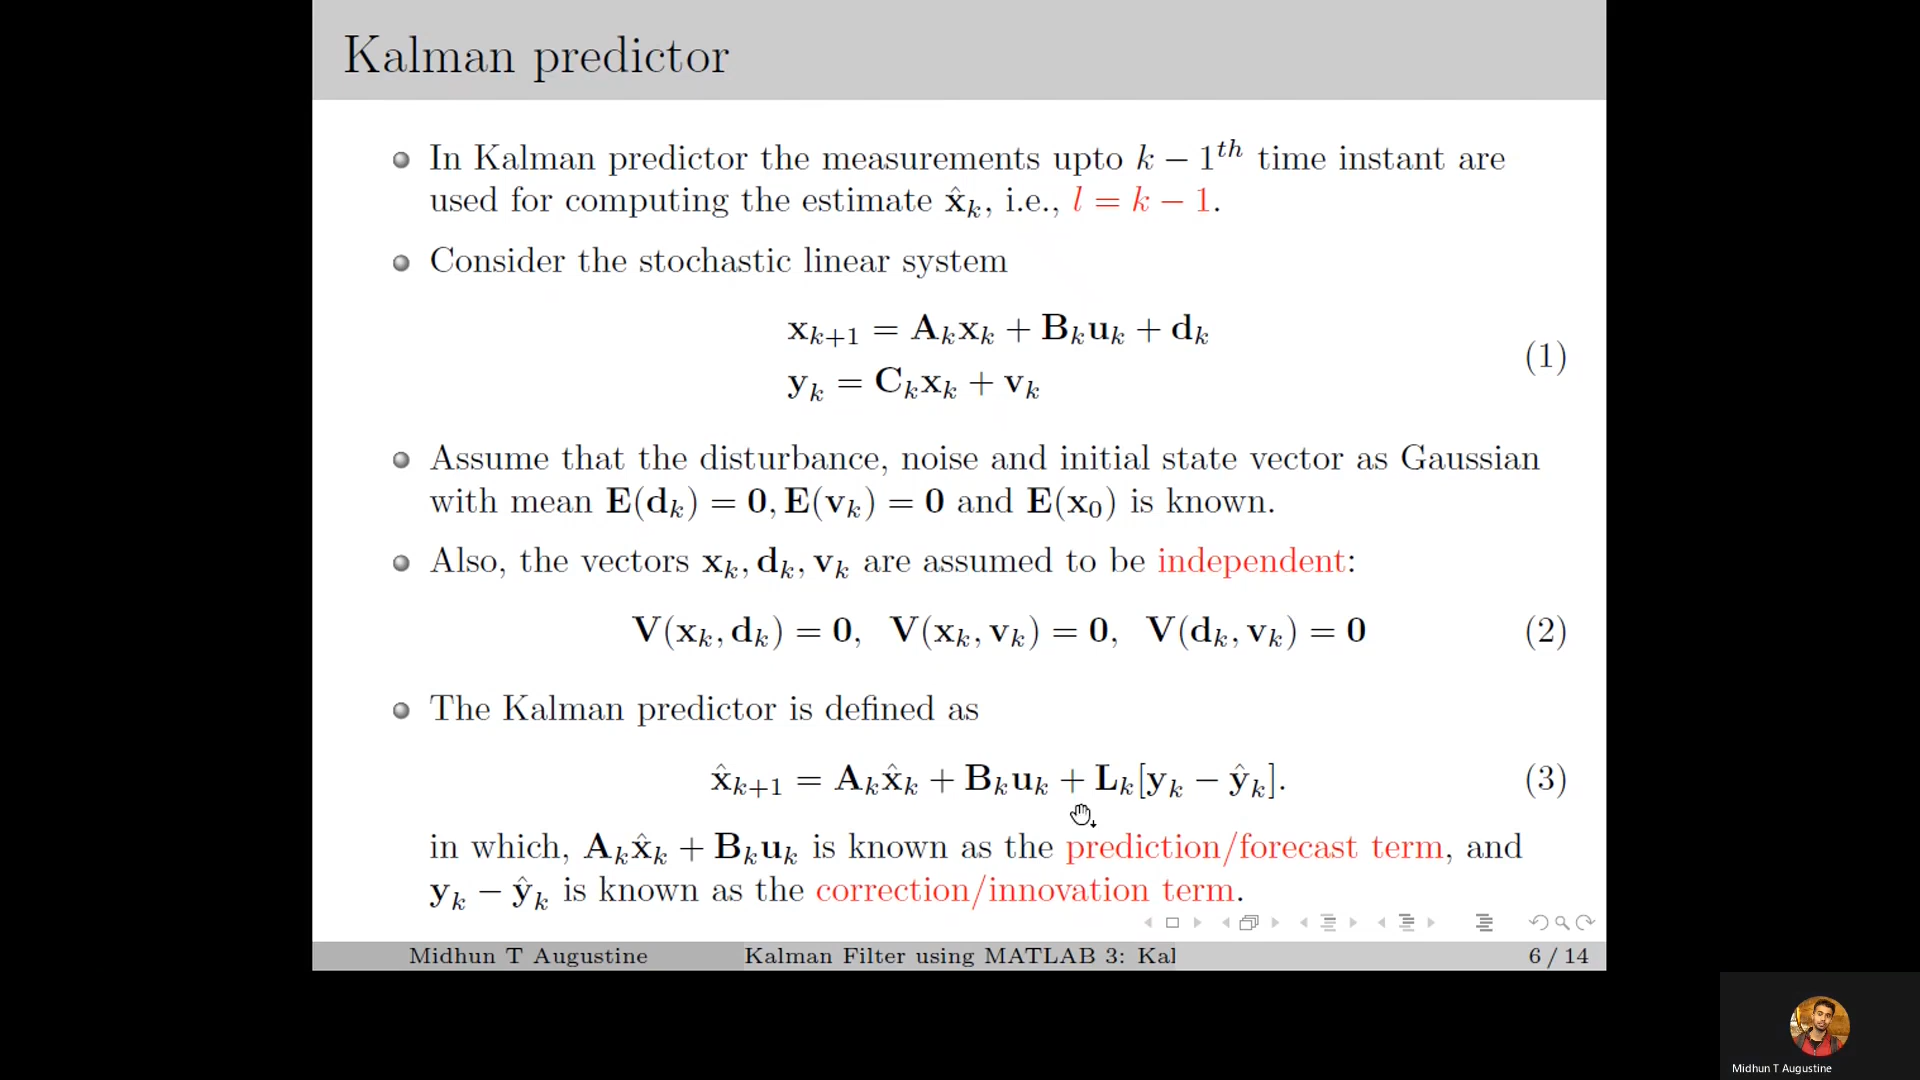 Kalman predictor
In Kalman predictor the measurements upto k − 1^{th} time instant are
used for computing the estimate x̂_k, i.e., l = k − 1.
Consider the stochastic linear system
x_{k+1} = A_k x_k + B_k u_k + d_k
y_k = C_k x_k + v_k
(1)
Assume that the disturbance, noise and initial state vector as Gaussian
with mean E(d_k) = 0, E(v_k) = 0 and E(x_0) is known.
Also, the vectors x_k, d_k, v_k are assumed to be independent:
V(x_k, d_k) = 0, V(x_k, v_k) = 0, V(d_k, v_k) = 0 (2)
The Kalman predictor is defined as
x̂_{k+1} = A_k x̂_k + B_k u_k + L_k[y_k − ŷ_k]. (3)
in which, A_k x̂_k + B_k u_k is known as the prediction/forecast term, and
y_k − ŷ_k is known as the correction/innovation term.
Midhun T Augustine Kalman Filter using MATLAB 3: Kal 6 / 14
Midhun T Augustine